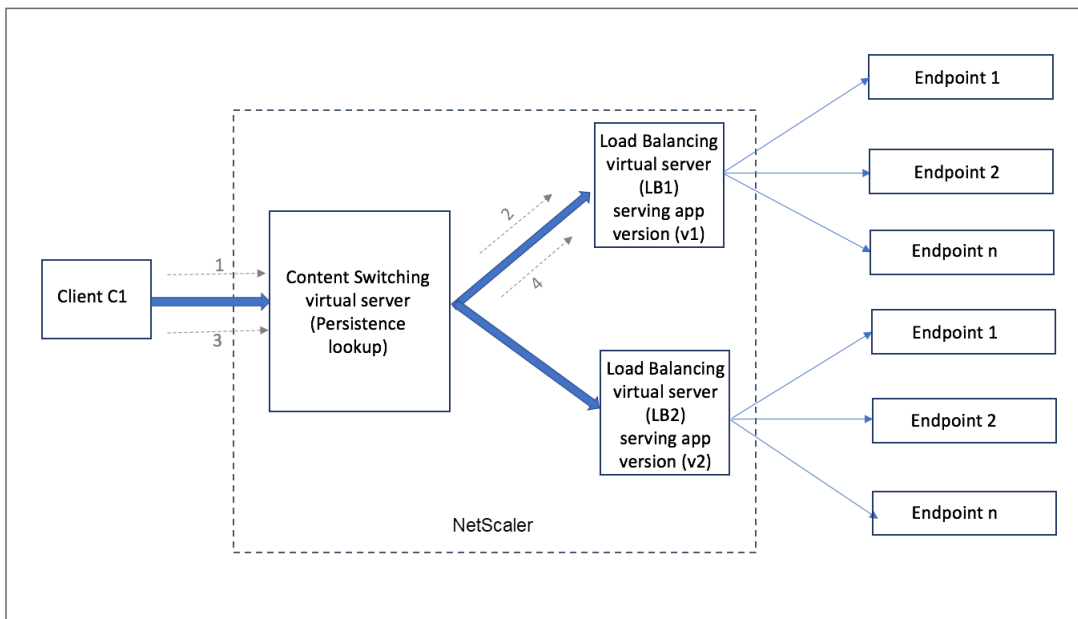 Client C1
1
3
Content Switching
virtual server
(Persistence
lookup)
2
4
Load Balancing
virtual server
(LB1)
serving app
version (v1)
Load Balancing
virtual server
(LB2)
serving app
version (v2)
NetScaler
Endpoint 1
Endpoint 2
Endpoint n
Endpoint 1
Endpoint 2
Endpoint n